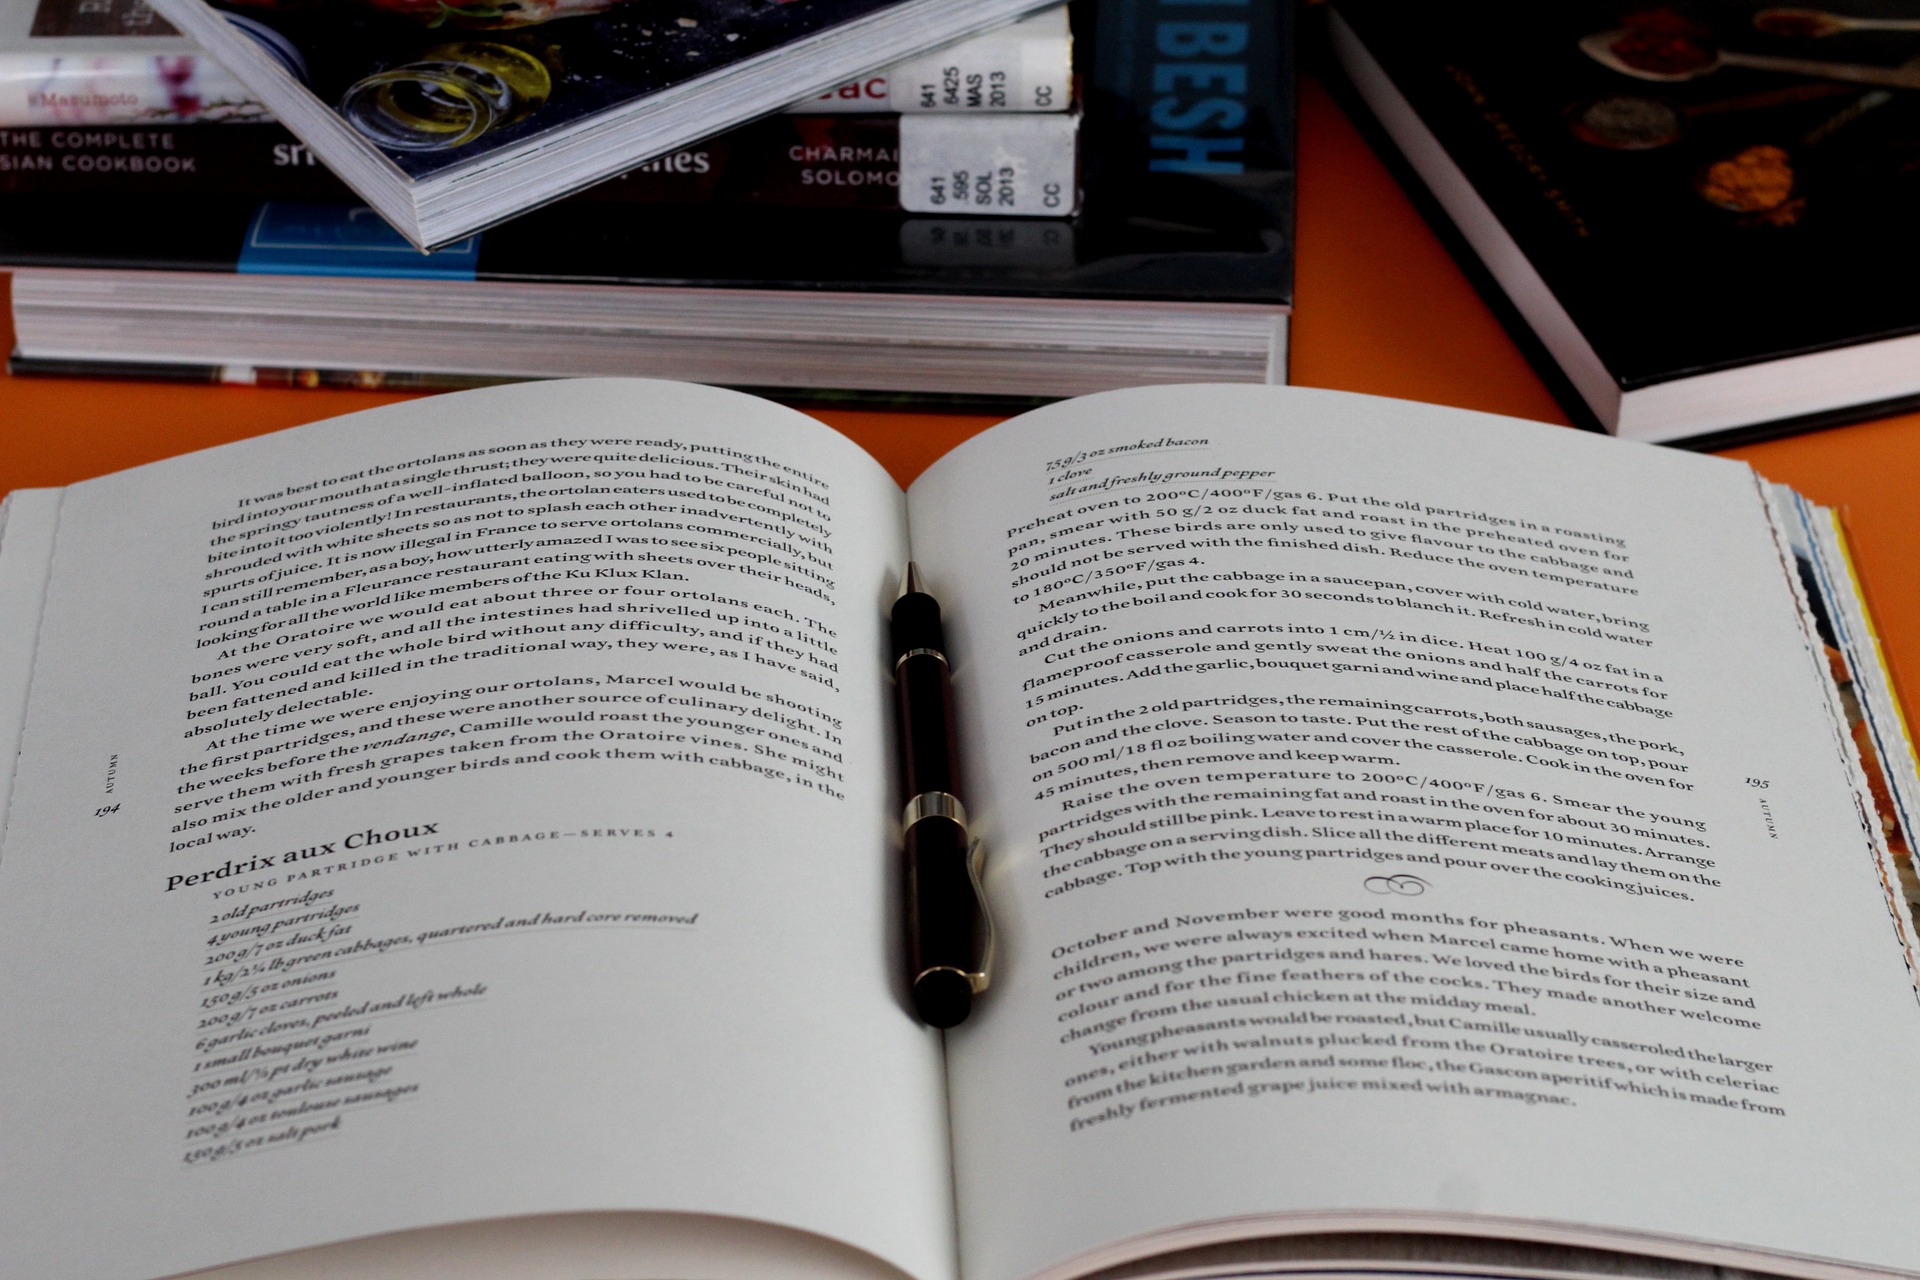 Masumoto
THE COMPLETE
SIAN COOKBOOK
CHARMAI
SOLOMO
641
6425
MAS
2013
CC
641
.595
SOL
2013
CC
BESH
It was best to eat the ortolans as soon as they were ready, putting the entire
bird into your mouth at a single thrust; they were quite delicious. Their skin had
the springy tautness of a well-inflated balloon, so you had to be careful not to
bite into it too violently! In restaurants, the ortolan eaters used to be completely
shrouded with white sheets so as not to splash each other inadvertently with
spurts of juice. It is now illegal in France to serve ortolans commercially, but
I can still remember, as a boy, how utterly amazed I was to see six people sitting
round a table in a Fleurance restaurant eating with sheets over their heads,
looking for all the world like members of the Ku Klux Klan.
At the Oratoire we would eat about three or four ortolans each. The
bones were very soft, and all the intestines had shrivelled up into a little
ball. You could eat the whole bird without any difficulty, and if they had
been fattened and killed in the traditional way, they were, as I have said,
absolutely delectable.
At the time we were enjoying our ortolans, Marcel would be shooting
the first partridges, and these were another source of culinary delight. In
the weeks before the vendange, Camille would roast the younger ones and
serve them with fresh grapes taken from the Oratoire vines. She might
also mix the older and younger birds and cook them with cabbage, in the
local way.
AUTUMN
194
Perdrix aux Choux
YOUNG PARTRIDGE WITH CABBAGE—SERVES 4
2 old partridges
4 young partridges
200 g/7 oz duck fat
1 kg/2¼ lb green cabbages, quartered and hard core removed
150 g/5 oz onions
200 g/7 oz carrots
6 garlic cloves, peeled and left whole
1 small bouquet garni
300 ml/½ pt dry white wine
100 g/4 oz garlic sausage
100 g/4 oz toulouse sausages
150 g/5 oz salt pork
75 g/3 oz smoked bacon
1 clove
salt and freshly ground pepper
Preheat oven to 200°C/400°F/gas 6. Put the old partridges in a roasting
pan, smear with 50 g/2 oz duck fat and roast in the preheated oven for
20 minutes. These birds are only used to give flavour to the cabbage and
should not be served with the finished dish. Reduce the oven temperature
to 180°C/350°F/gas 4.
Meanwhile, put the cabbage in a saucepan, cover with cold water, bring
quickly to the boil and cook for 30 seconds to blanch it. Refresh in cold water
and drain.
Cut the onions and carrots into 1 cm/½ in dice. Heat 100 g/4 oz fat in a
flameproof casserole and gently sweat the onions and half the carrots for
15 minutes. Add the garlic, bouquet garni and wine and place half the cabbage
on top.
Put in the 2 old partridges, the remaining carrots, both sausages, the pork,
bacon and the clove. Season to taste. Put the rest of the cabbage on top, pour
on 500 ml/18 fl oz boiling water and cover the casserole. Cook in the oven for
45 minutes, then remove and keep warm.
Raise the oven temperature to 200°C/400°F/gas 6. Smear the young
partridges with the remaining fat and roast in the oven for about 30 minutes.
They should still be pink. Leave to rest in a warm place for 10 minutes. Arrange
the cabbage on a serving dish. Slice all the different meats and lay them on the
cabbage. Top with the young partridges and pour over the cooking juices.
195
AUTUMN
October and November were good months for pheasants. When we were
children, we were always excited when Marcel came home with a pheasant
or two among the partridges and hares. We loved the birds for their size and
colour and for the fine feathers of the cocks. They made another welcome
change from the usual chicken at the midday meal.
Young pheasants would be roasted, but Camille usually casseroled the larger
ones, either with walnuts plucked from the Oratoire trees, or with celeriac
from the kitchen garden and some floc, the Gascon aperitif which is made from
freshly fermented grape juice mixed with armagnac.